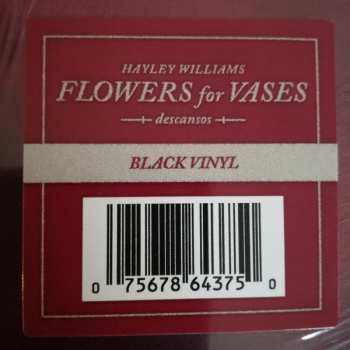 HAYLEY WILLIAMS
FLOWERS for VASES
descansos
BLACK VINYL
0 75678 64375 0